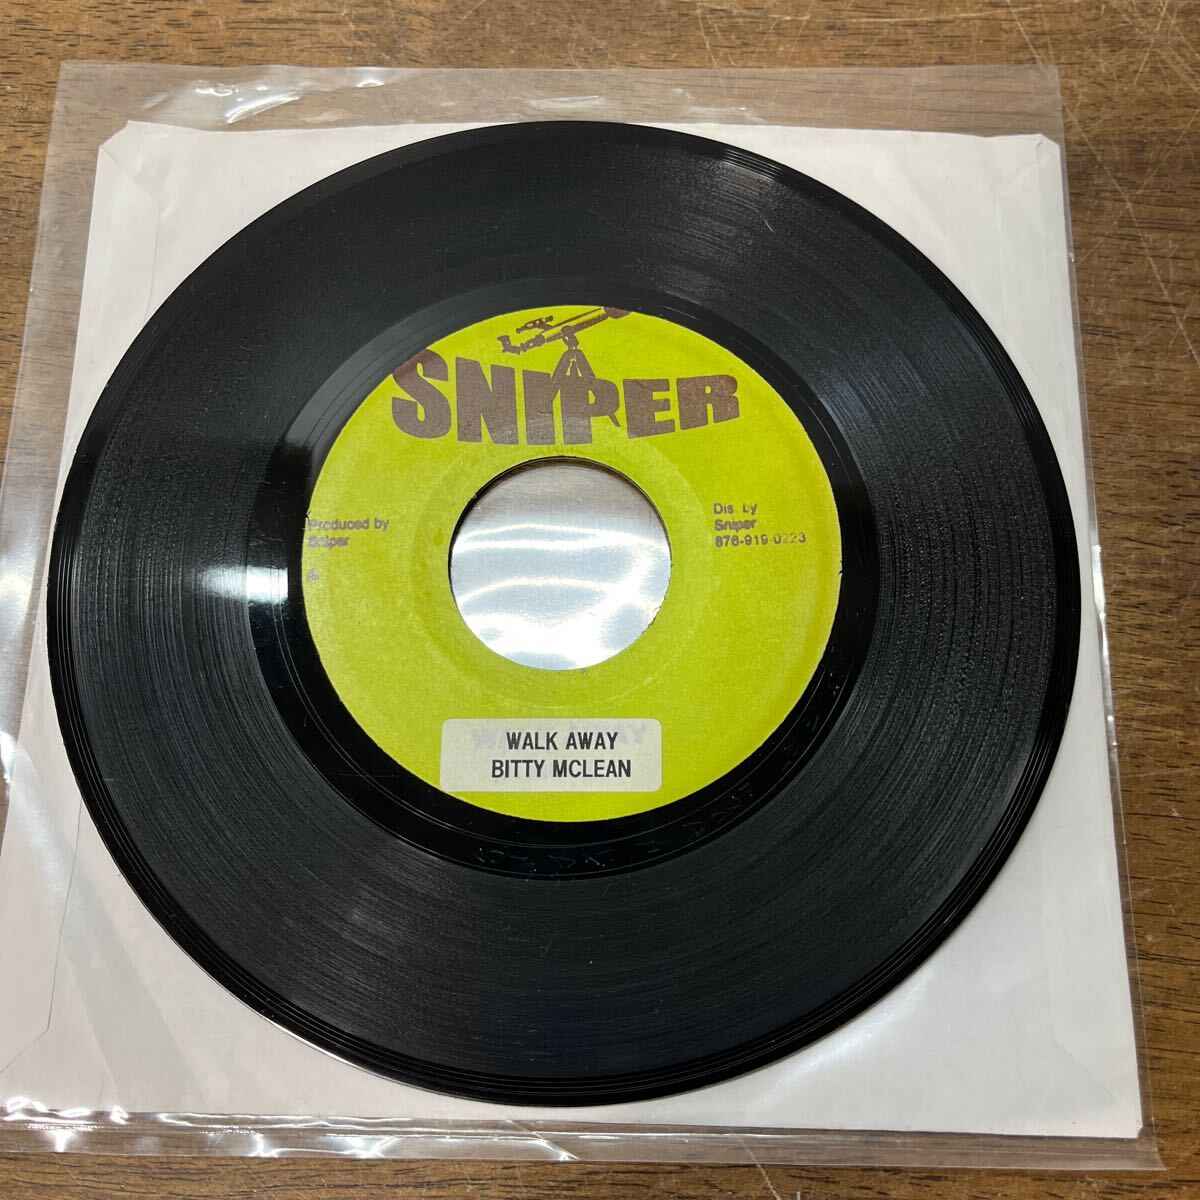 SNIPER
Produced by
Sniper
Dis. by
Sniper
876-919-0223
A
WALK AWAY
BITTY MCLEAN